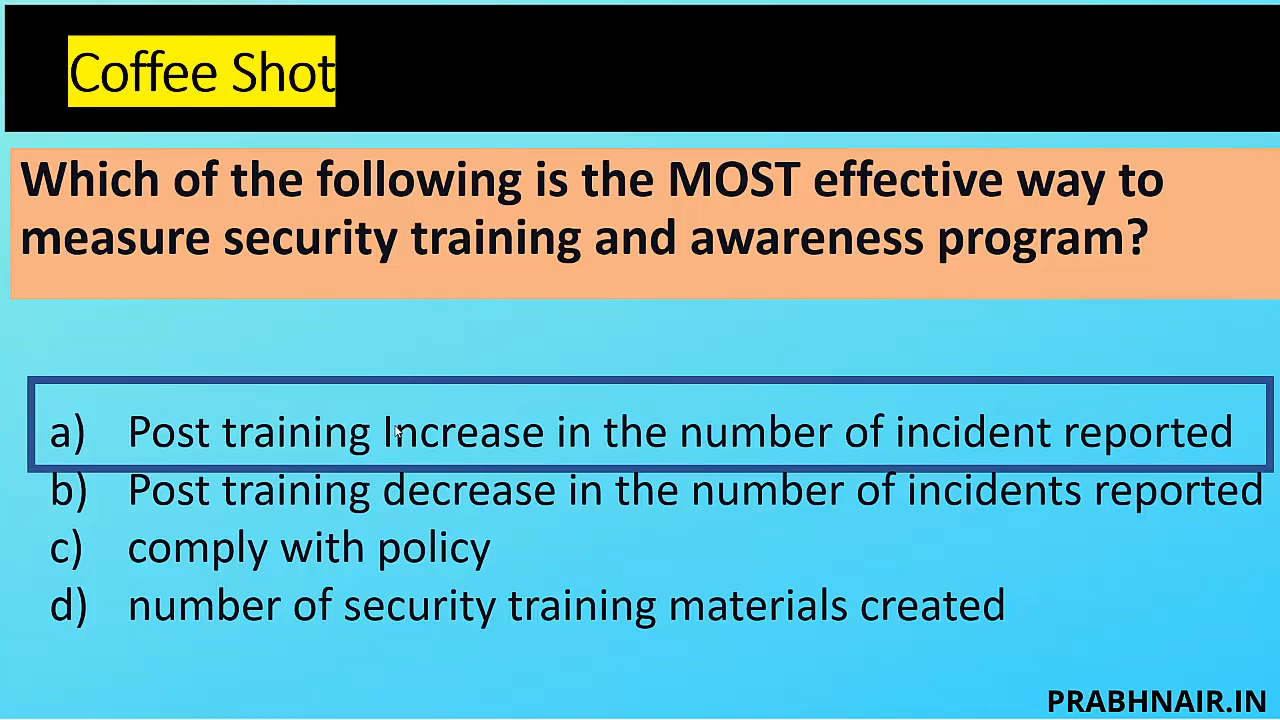 Coffee Shot
Which of the following is the MOST effective way to
measure security training and awareness program?
a) Post training Increase in the number of incident reported
b) Post training decrease in the number of incidents reported
c) comply with policy
d) number of security training materials created
PRABHNAIR.IN